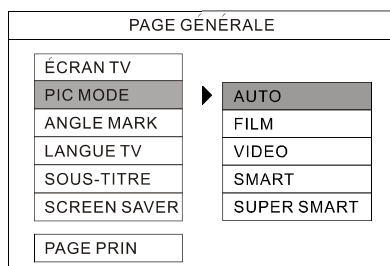 PAGE GÉNÉRALE
ÉCRAN TV
PIC MODE
ANGLE MARK
LANGUE TV
SOUS-TITRE
SCREEN SAVER
PAGE PRIN
AUTO
FILM
VIDEO
SMART
SUPER SMART